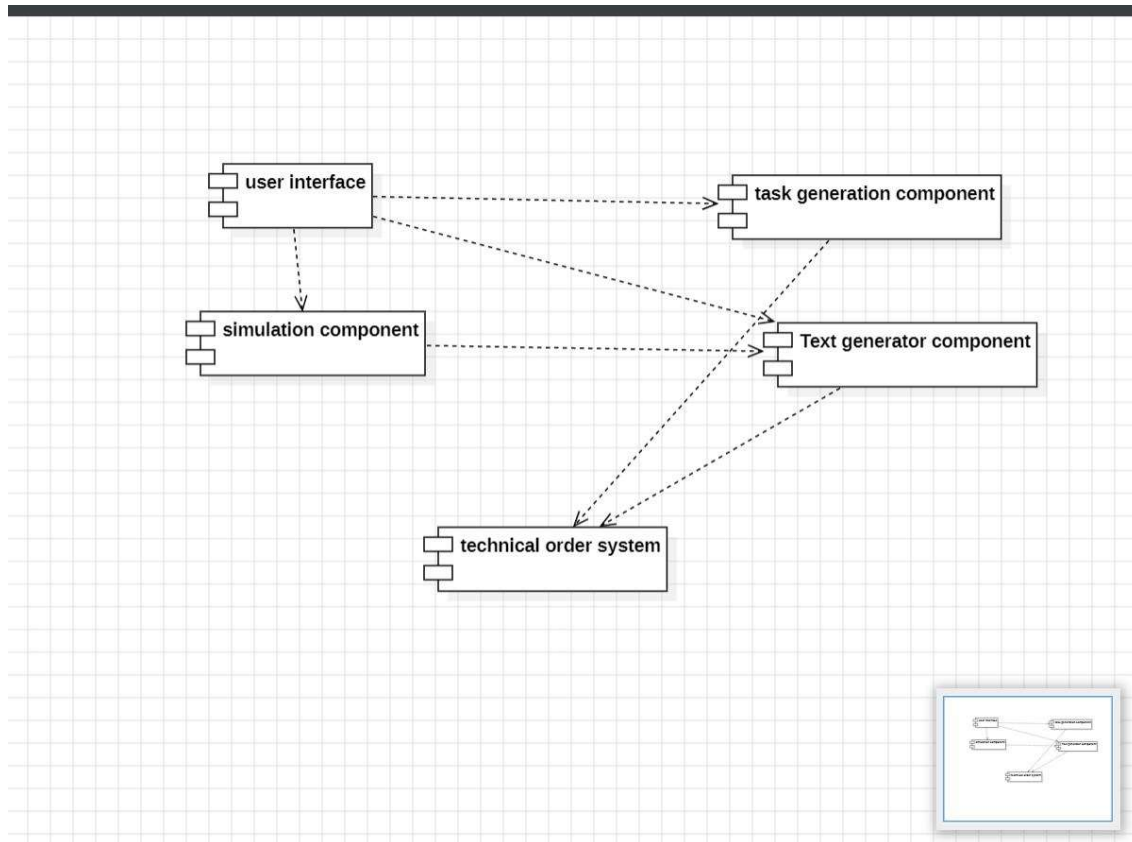 user interface
task generation component
simulation component
Text generator component
technical order system